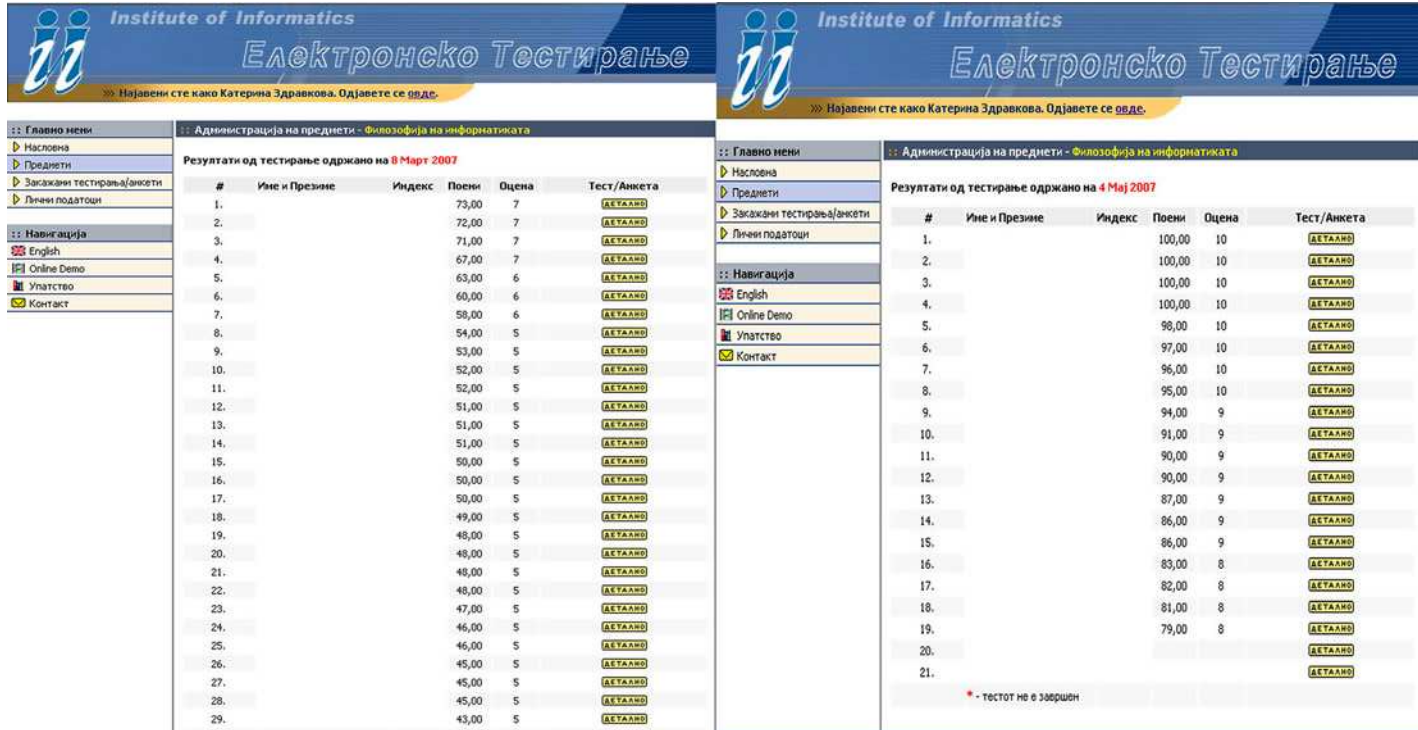 Institute of Informatics
Електронско Тестирање
»» Најавени сте како Катерина Здравкова. Одјавете се овде.
:: Главно мени
Насловна
Предмети
Закажани тестирања/анкети
Лични податоци
:: Навигација
English
Online Demo
Упатство
Контакт
:: Администрација на предмети - Филозофија на информатиката
Резултати од тестирање одржано на 8 Март 2007
# Име и Презиме Индекс Поени Оцена Тест/Анкета
1. 73,00 7 ДЕТАЛНО
2. 72,00 7 ДЕТАЛНО
3. 71,00 7 ДЕТАЛНО
4. 67,00 7 ДЕТАЛНО
5. 63,00 6 ДЕТАЛНО
6. 60,00 6 ДЕТАЛНО
7. 58,00 6 ДЕТАЛНО
8. 54,00 5 ДЕТАЛНО
9. 53,00 5 ДЕТАЛНО
10. 52,00 5 ДЕТАЛНО
11. 52,00 5 ДЕТАЛНО
12. 51,00 5 ДЕТАЛНО
13. 51,00 5 ДЕТАЛНО
14. 51,00 5 ДЕТАЛНО
15. 50,00 5 ДЕТАЛНО
16. 50,00 5 ДЕТАЛНО
17. 50,00 5 ДЕТАЛНО
18. 49,00 5 ДЕТАЛНО
19. 48,00 5 ДЕТАЛНО
20. 48,00 5 ДЕТАЛНО
21. 48,00 5 ДЕТАЛНО
22. 48,00 5 ДЕТАЛНО
23. 47,00 5 ДЕТАЛНО
24. 46,00 5 ДЕТАЛНО
25. 46,00 5 ДЕТАЛНО
26. 45,00 5 ДЕТАЛНО
27. 45,00 5 ДЕТАЛНО
28. 45,00 5 ДЕТАЛНО
29. 43,00 5 ДЕТАЛНО
Institute of Informatics
Електронско Тестирање
»» Најавени сте како Катерина Здравкова. Одјавете се овде.
:: Главно мени
Насловна
Предмети
Закажани тестирања/анкети
Лични податоци
:: Навигација
English
Online Demo
Упатство
Контакт
:: Администрација на предмети - Филозофија на информатиката
Резултати од тестирање одржано на 4 Мај 2007
# Име и Презиме Индекс Поени Оцена Тест/Анкета
1. 100,00 10 ДЕТАЛНО
2. 100,00 10 ДЕТАЛНО
3. 100,00 10 ДЕТАЛНО
4. 100,00 10 ДЕТАЛНО
5. 98,00 10 ДЕТАЛНО
6. 97,00 10 ДЕТАЛНО
7. 96,00 10 ДЕТАЛНО
8. 95,00 10 ДЕТАЛНО
9. 94,00 9 ДЕТАЛНО
10. 91,00 9 ДЕТАЛНО
11. 90,00 9 ДЕТАЛНО
12. 90,00 9 ДЕТАЛНО
13. 87,00 9 ДЕТАЛНО
14. 86,00 9 ДЕТАЛНО
15. 86,00 9 ДЕТАЛНО
16. 83,00 8 ДЕТАЛНО
17. 82,00 8 ДЕТАЛНО
18. 81,00 8 ДЕТАЛНО
19. 79,00 8 ДЕТАЛНО
20. ДЕТАЛНО
21. ДЕТАЛНО
* - тестот не е завршен